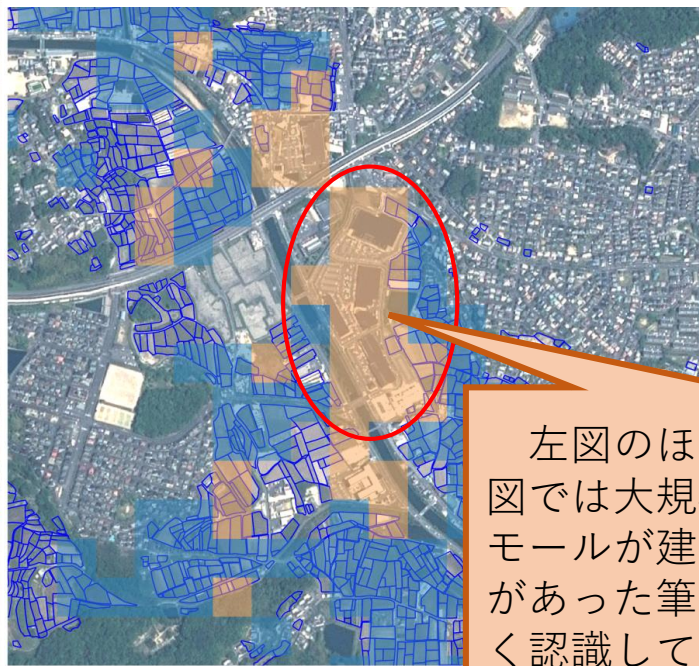 左図のほ
図では大規
モールが建
があった筆
く認識して